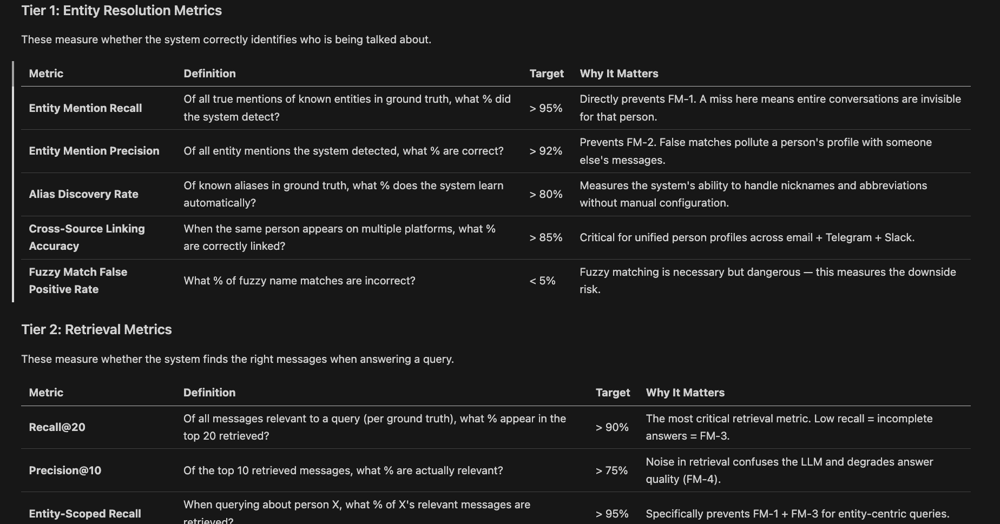 Tier 1: Entity Resolution Metrics
These measure whether the system correctly identifies who is being talked about.
Metric Definition Target Why It Matters
Entity Mention Recall
Of all true mentions of known entities in ground truth, what % did
the system detect?
> 95%
Directly prevents FM-1. A miss here means entire conversations are invisible
for that person.
Entity Mention Precision
Of all entity mentions the system detected, what % are correct?
> 92%
Prevents FM-2. False matches pollute a person's profile with someone
else's messages.
Alias Discovery Rate
Of known aliases in ground truth, what % does the system learn
automatically?
> 80%
Measures the system's ability to handle nicknames and abbreviations
without manual configuration.
Cross-Source Linking
Accuracy
When the same person appears on multiple platforms, what %
are correctly linked?
> 85%
Critical for unified person profiles across email + Telegram + Slack.
Fuzzy Match False
Positive Rate
What % of fuzzy name matches are incorrect?
< 5%
Fuzzy matching is necessary but dangerous — this measures the downside
risk.
Tier 2: Retrieval Metrics
These measure whether the system finds the right messages when answering a query.
Metric Definition Target Why It Matters
Recall@20
Of all messages relevant to a query (per ground truth), what % appear in the
top 20 retrieved?
> 90%
The most critical retrieval metric. Low recall = incomplete
answers = FM-3.
Precision@10
Of the top 10 retrieved messages, what % are actually relevant?
> 75%
Noise in retrieval confuses the LLM and degrades answer
quality (FM-4).
Entity-Scoped Recall
When querying about person X, what % of X's relevant messages are
retrieved?
> 95%
Specifically prevents FM-1 + FM-3 for entity-centric queries.